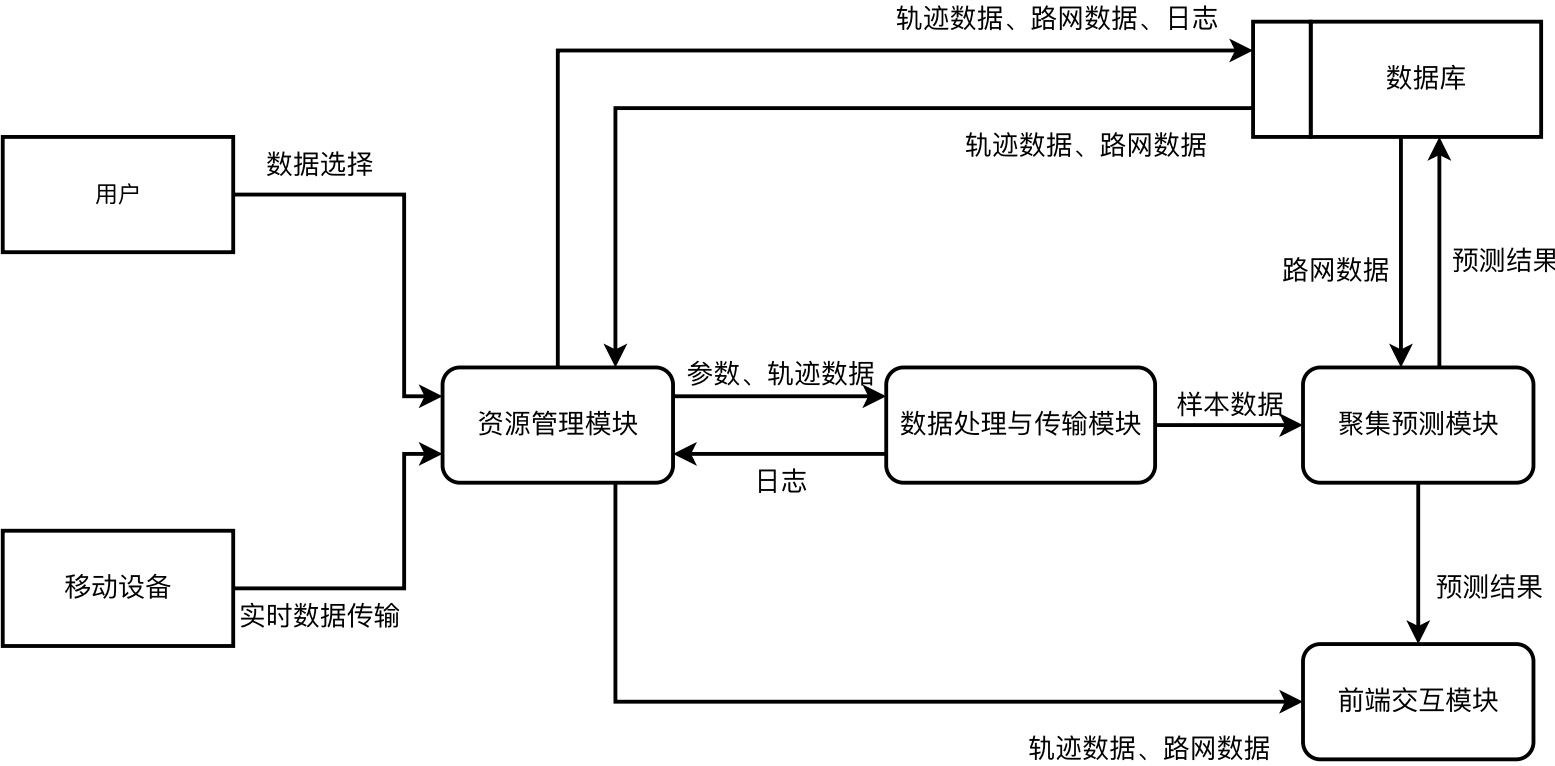 轨迹数据、路网数据、日志
数据库
轨迹数据、路网数据
数据选择
用户
路网数据
预测结果
参数、轨迹数据
样本数据
资源管理模块
数据处理与传输模块
聚集预测模块
日志
移动设备
实时数据传输
预测结果
前端交互模块
轨迹数据、路网数据